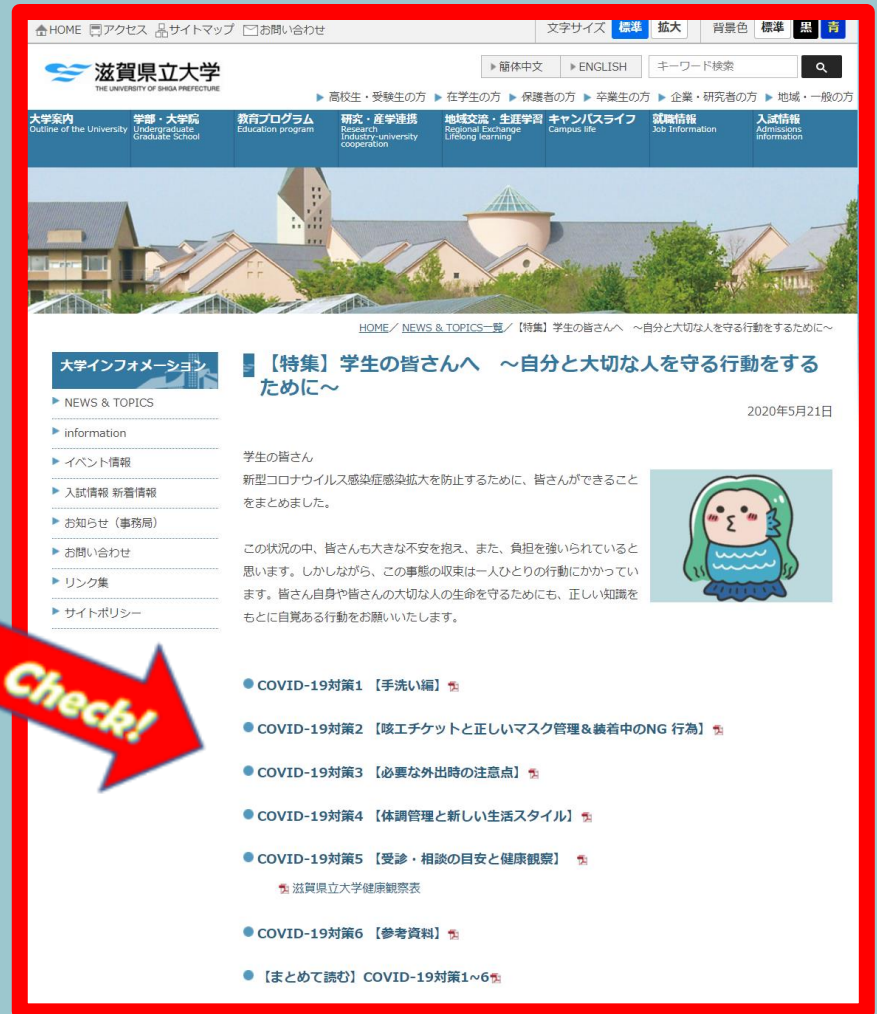 HOME アクセス サイトマップ お問い合わせ 文字サイズ 標準 拡大 背景色 標準 黒 青
滋賀県立大学
THE UNIVERSITY OF SHIGA PREFECTURE
簡体中文 ENGLISH キーワード検索
高校生・受験生の方 在学生の方 保護者の方 卒業生の方 企業・研究者の方 地域・一般の方
大学案内 学部・大学院 教育プログラム 研究・産学連携 地域交流・生涯学習 キャンパスライフ 就職情報 入試情報
Outline of the University Undergraduate Education program Research Regional Exchange Campus life Job Information Admissions
Graduate School Industry-university Lifelong learning information
cooperation
HOME／ NEWS & TOPICS一覧／【特集】学生の皆さんへ　～自分と大切な人を守る行動をするために～
大学インフォメーション
NEWS & TOPICS
information
イベント情報
入試情報 新着情報
お知らせ（事務局）
お問い合わせ
リンク集
サイトポリシー
【特集】学生の皆さんへ　～自分と大切な人を守る行動をする
ために～
2020年5月21日
学生の皆さん
新型コロナウイルス感染症感染拡大を防止するために、皆さんができること
をまとめました。
この状況の中、皆さんも大きな不安を抱え、また、負担を強いられていると
思います。しかしながら、この事態の収束は一人ひとりの行動にかかってい
ます。皆さん自身や皆さんの大切な人の生命を守るためにも、正しい知識を
もとに自覚ある行動をお願いいたします。
Check!
COVID-19対策1 【手洗い編】
COVID-19対策2 【咳エチケットと正しいマスク管理&装着中のNG 行為】
COVID-19対策3 【必要な外出時の注意点】
COVID-19対策4 【体調管理と新しい生活スタイル】
COVID-19対策5 【受診・相談の目安と健康観察】
滋賀県立大学健康観察表
COVID-19対策6 【参考資料】
【まとめて読む】COVID-19対策1~6